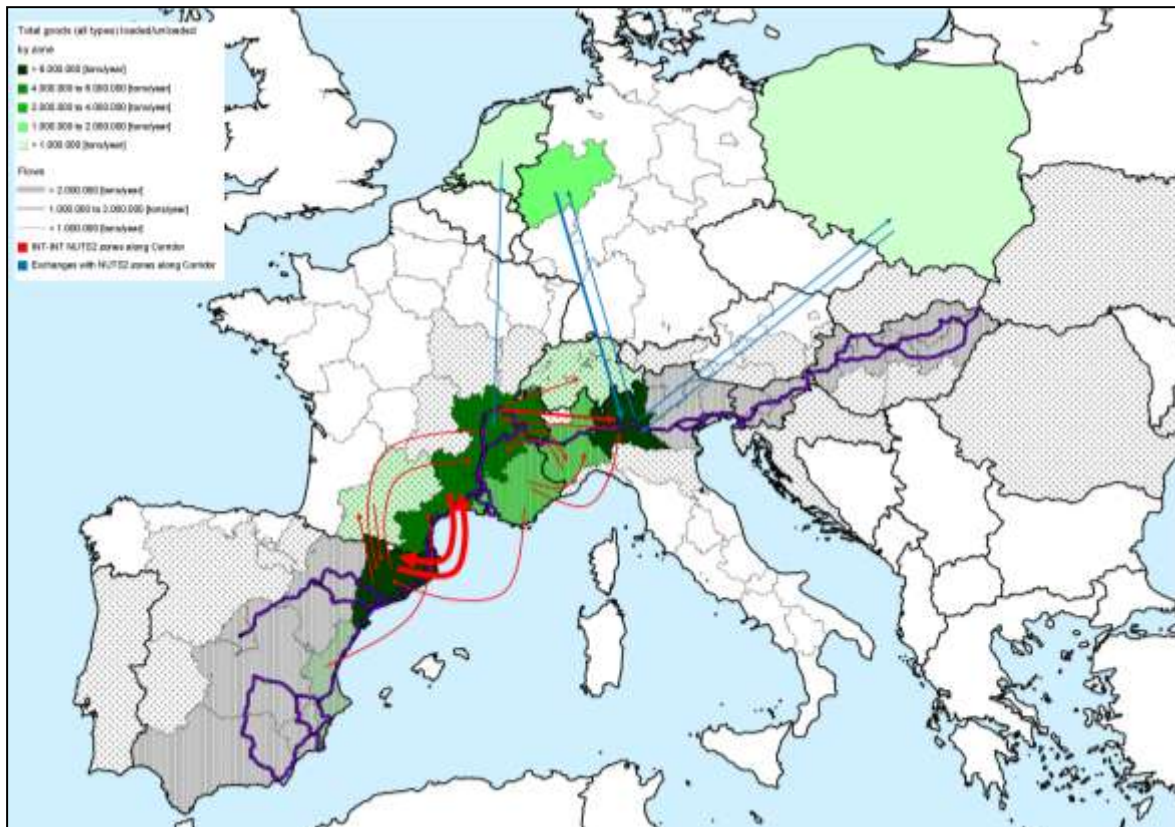 Total goods (all types) loaded/unloaded
by zone
> 6.000.000 [tons/year]
4.000.000 to 6.000.000 [tons/year]
2.000.000 to 4.000.000 [tons/year]
1.000.000 to 2.000.000 [tons/year]
< 1.000.000 [tons/year]
Flows
> 2.000.000 [tons/year]
1.000.000 to 2.000.000 [tons/year]
< 1.000.000 [tons/year]
INT-INT NUTS2 zones along Corridor
Exchanges with NUTS2 zones along Corridor